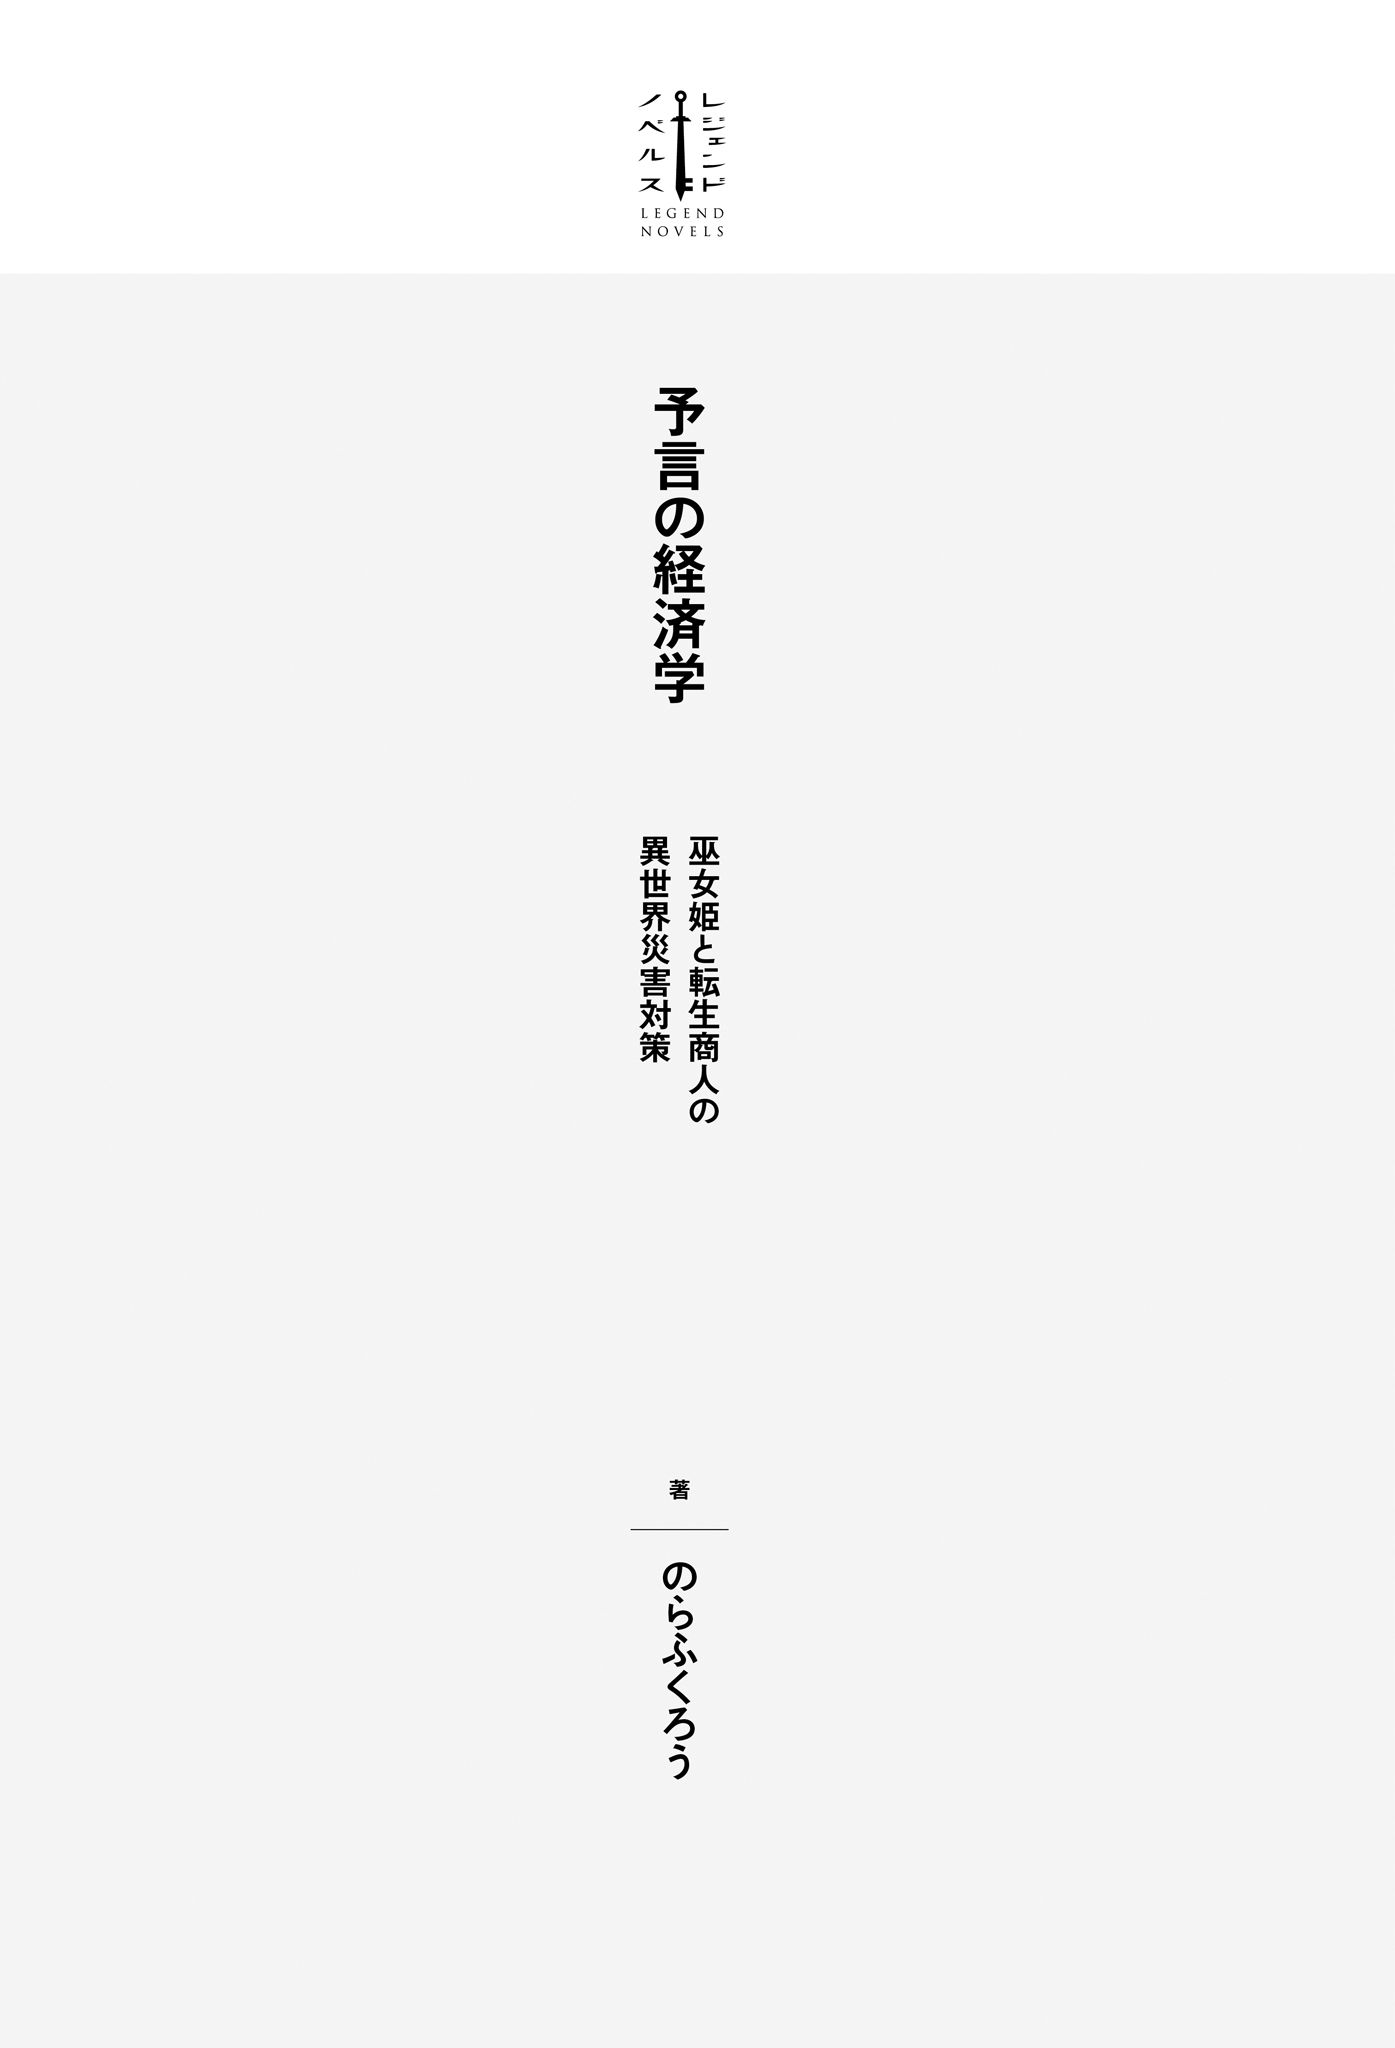 レジェンド
ノベルス
LEGEND
NOVELS
予言の経済学
巫女姫と転生商人の
異世界災害対策
著
のらふくろう